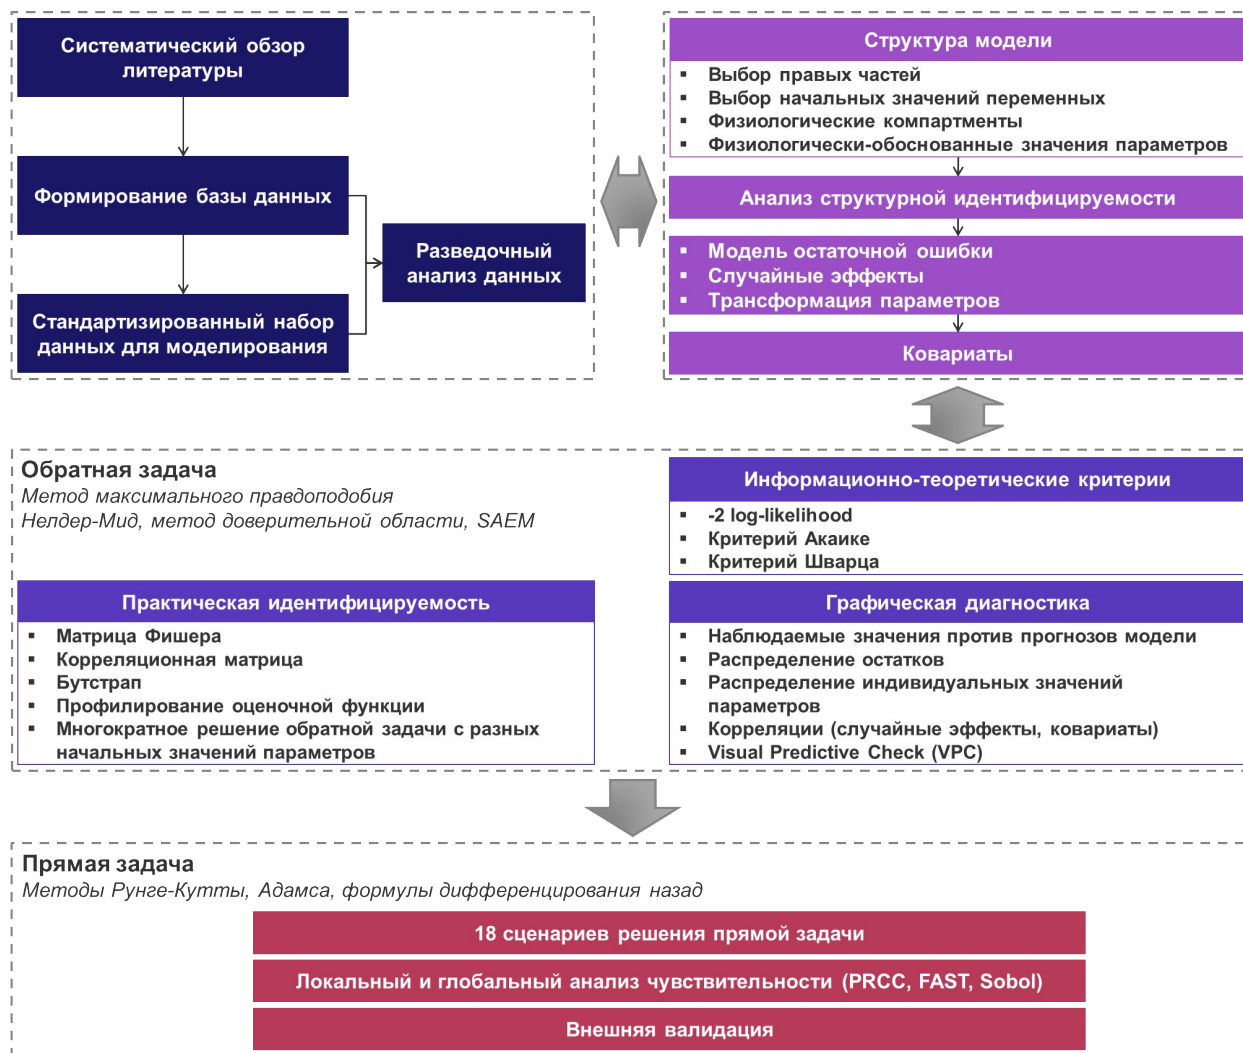 Систематический обзор
литературы
Формирование базы данных
Стандартизированный набор
данных для моделирования
Разведочный
анализ данных
Структура модели
▪ Выбор правых частей
▪ Выбор начальных значений переменных
▪ Физиологические компартменты
▪ Физиологически-обоснованные значения параметров
Анализ структурной идентифицируемости
▪ Модель остаточной ошибки
▪ Случайные эффекты
▪ Трансформация параметров
Ковариаты
Обратная задача
Метод максимального правдоподобия
Нелдер-Мид, метод доверительной области, SAEM
Практическая идентифицируемость
▪ Матрица Фишера
▪ Корреляционная матрица
▪ Бутстрап
▪ Профилирование оценочной функции
▪ Многократное решение обратной задачи с разных
начальных значений параметров
Информационно-теоретические критерии
▪ -2 log-likelihood
▪ Критерий Акаике
▪ Критерий Шварца
Графическая диагностика
▪ Наблюдаемые значения против прогнозов модели
▪ Распределение остатков
▪ Распределение индивидуальных значений
параметров
▪ Корреляции (случайные эффекты, ковариаты)
▪ Visual Predictive Check (VPC)
Прямая задача
Методы Рунге-Кутты, Адамса, формулы дифференцирования назад
18 сценариев решения прямой задачи
Локальный и глобальный анализ чувствительности (PRCC, FAST, Sobol)
Внешняя валидация